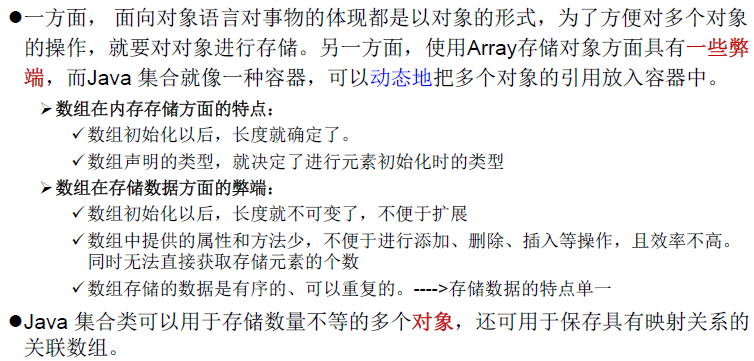 ●一方面， 面向对象语言对事物的体现都是以对象的形式，为了方便对多个对象
的操作，就要对对象进行存储。另一方面，使用Array存储对象方面具有一些弊
端，而Java 集合就像一种容器，可以动态地把多个对象的引用放入容器中。
➢数组在内存存储方面的特点：
✓数组初始化以后，长度就确定了。
✓数组声明的类型，就决定了进行元素初始化时的类型
➢数组在存储数据方面的弊端：
✓数组初始化以后，长度就不可变了，不便于扩展
✓数组中提供的属性和方法少，不便于进行添加、删除、插入等操作，且效率不高。
同时无法直接获取存储元素的个数
✓数组存储的数据是有序的、可以重复的。---->存储数据的特点单一
●Java 集合类可以用于存储数量不等的多个对象，还可用于保存具有映射关系的
关联数组。